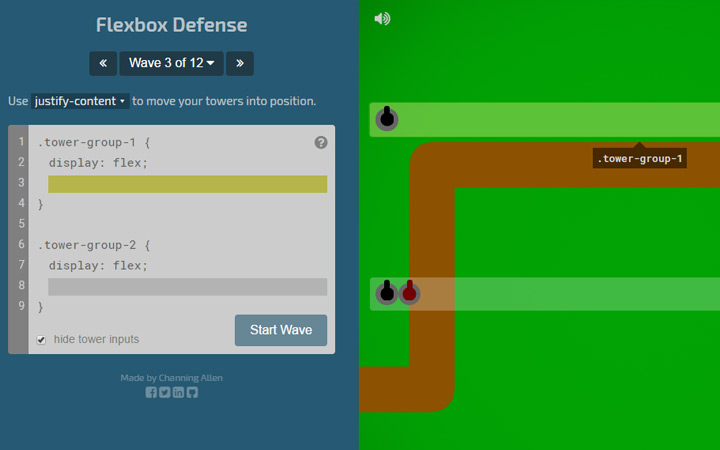 Flexbox Defense
« Wave 3 of 12 »
Use justify-content to move your towers into position.
1 .tower-group-1 {
2 display: flex;
3
4 }
5
6 .tower-group-2 {
7 display: flex;
8
9 }
?
hide tower inputs
Start Wave
Made by Channing Allen
.tower-group-1